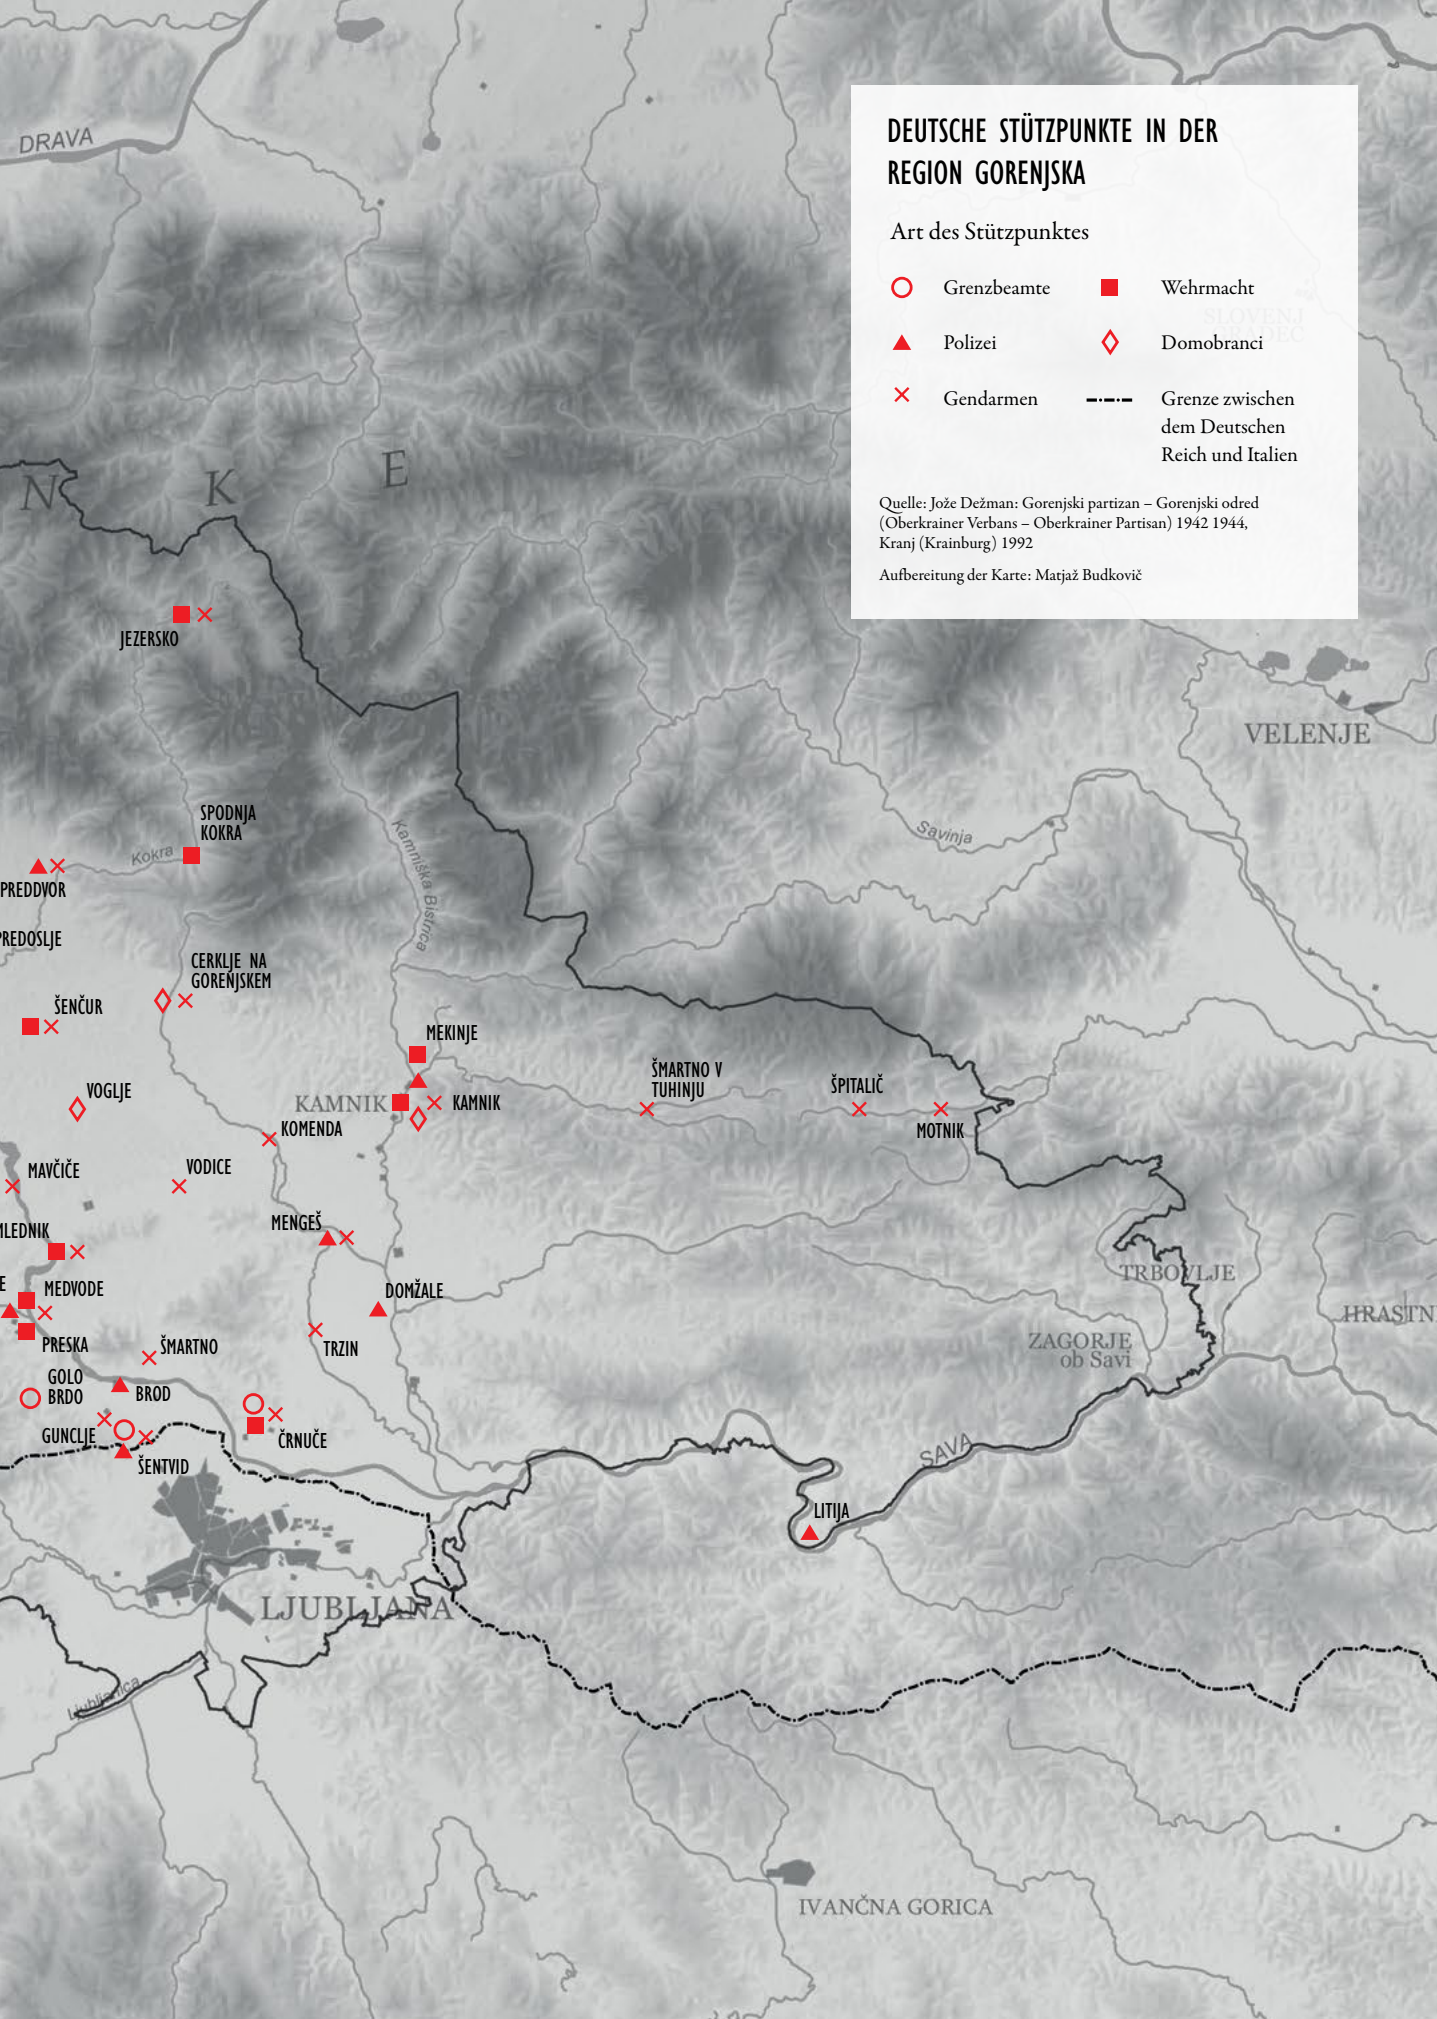 DRAVA
DEUTSCHE STÜTZPUNKTE IN DER
REGION GORENJSKA
Art des Stützpunktes
Grenzbeamte
Wehrmacht
Polizei
Domobranci
Gendarmen
Grenze zwischen
dem Deutschen
Reich und Italien
Quelle: Jože Dežman: Gorenjski partizan – Gorenjski odred
(Oberkrainer Verbans – Oberkrainer Partisan) 1942 1944,
Kranj (Krainburg) 1992
Aufbereitung der Karte: Matjaž Budkovič
SLOVENJ
GRADEC
N K E
JEZERSKO
VELENJE
SPODNJA
KOKRA
Kokra
Kamniška Bistrica
Savinja
PREDDVOR
PREDOSLJE
CERKLJE NA
GORENJSKEM
ŠENČUR
MEKINJE
VOGLJE
KAMNIK
KAMNIK
ŠMARTNO V
TUHINJU
ŠPITALIČ
MOTNIK
KOMENDA
MAVČIČE
VODICE
MLEDNIK
MENGEŠ
E
MEDVODE
DOMŽALE
TRBOVLJE
HRASTN
PRESKA
ŠMARTNO
TRZIN
ZAGORJE
ob Savi
GOLO
BRDO
BROD
GUNCLJE
ČRNUČE
ŠENTVID
SAVA
LITIJA
LJUBLJANA
Ljubljanica
IVANČNA GORICA